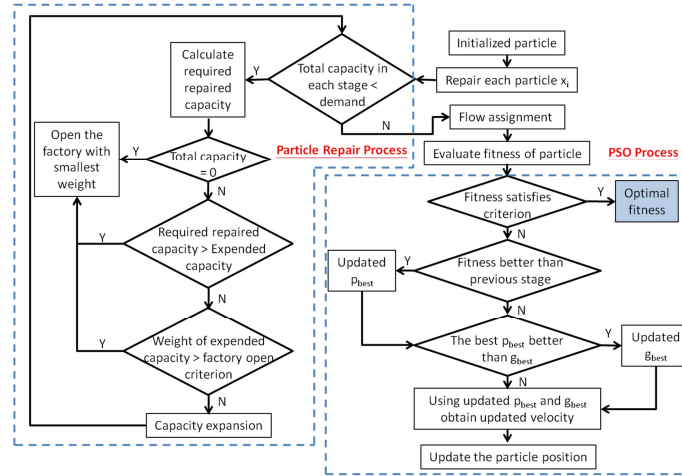 Initialized particle
Repair each particle xi
Total capacity in
each stage <
demand
Y
N
Calculate
required
repaired
capacity
Flow assignment
Particle Repair Process
Evaluate fitness of particle
PSO Process
Open the
factory with
smallest
weight
Y
Total capacity
= 0
N
Fitness satisfies
criterion
Y
Optimal
fitness
N
Required repaired
capacity > Expended
capacity
Y
N
Updated
pbest
Y
Fitness better than
previous stage
N
Weight of expended
capacity > factory open
criterion
Y
N
The best pbest better
than gbest
Y
Updated
gbest
N
Capacity expansion
Using updated pbest and gbest
obtain updated velocity
Update the particle position